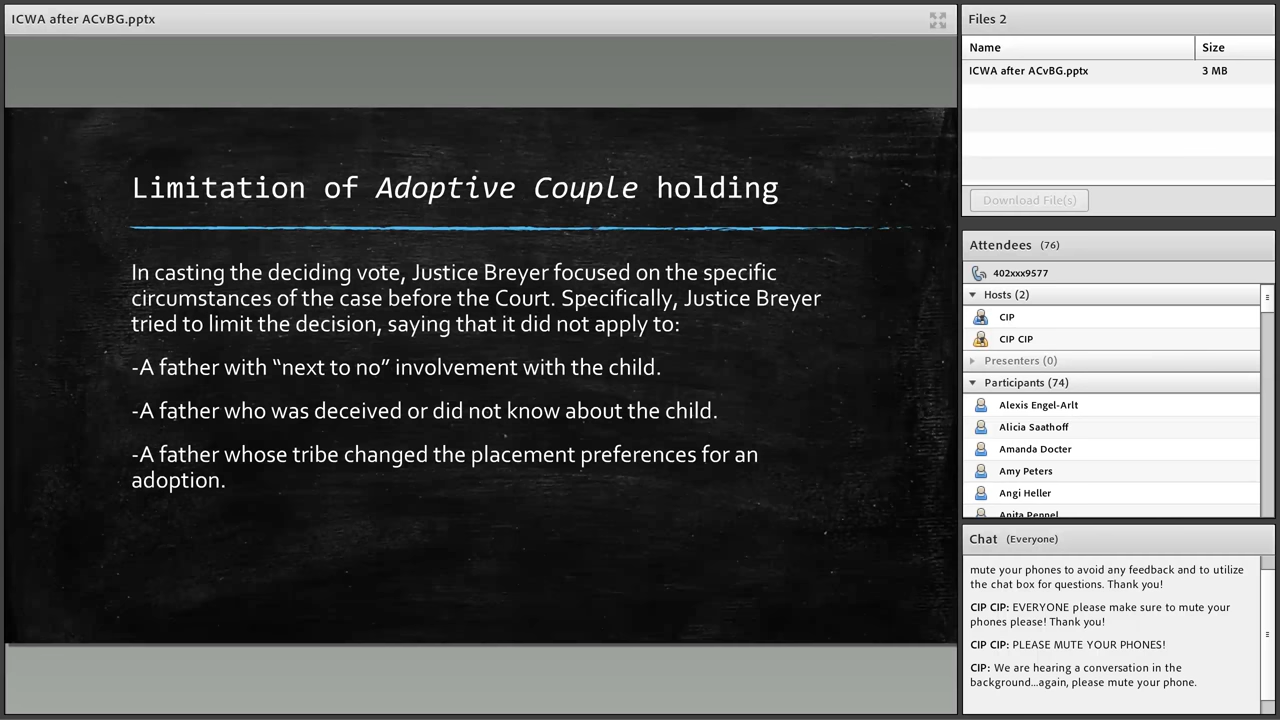 ICWA after ACvBG.pptx
Limitation of Adoptive Couple holding
In casting the deciding vote, Justice Breyer focused on the specific
circumstances of the case before the Court. Specifically, Justice Breyer
tried to limit the decision, saying that it did not apply to:
-A father with “next to no” involvement with the child.
-A father who was deceived or did not know about the child.
-A father whose tribe changed the placement preferences for an
adoption.
Files 2
Name Size
ICWA after ACvBG.pptx 3 MB
Download File(s)
Attendees (76)
402xxx9577
Hosts (2)
CIP
CIP CIP
Presenters (0)
Participants (74)
Alexis Engel-Arlt
Alicia Saathoff
Amanda Docter
Amy Peters
Angi Heller
Anita
Chat (Everyone)
mute your phones to avoid any feedback and to utilize
the chat box for questions. Thank you!
CIP CIP: EVERYONE please make sure to mute your
phones please! Thank you!
CIP CIP: PLEASE MUTE YOUR PHONES!
CIP: We are hearing a conversation in the
background...again, please mute your phone.